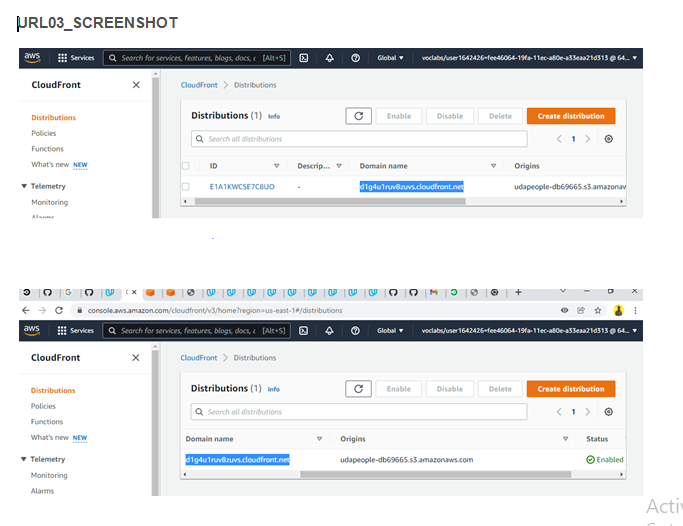 URL03_SCREENSHOT
aws Services Search for services, features, blogs, docs, c [Alt+S] Global voclabs/user1642426=fee46064-19fa-11ec-a80e-a33eaa21d313 @ 64...
CloudFront
CloudFront > Distributions
Distributions
Policies
Functions
What's new NEW
Telemetry
Monitoring
Alarms
Distributions (1) Info
Enable Disable Delete Create distribution
Search all distributions
1
ID Descrip... Domain name Origins
E1A1KWCSE7C8UO - d1g4u1ruv8zuvs.cloudfront.net udapeople-db69665.s3.amazonaw
console.aws.amazon.com/cloudfront/v3/home?region=us-east-1#/distributions
aws Services Search for services, features, blogs, docs, c [Alt+S] Global voclabs/user1642426=fee46064-19fa-11ec-a80e-a33eaa21d313 @ 64...
CloudFront
CloudFront > Distributions
Distributions
Policies
Functions
What's new NEW
Telemetry
Monitoring
Alarms
Distributions (1) Info
Enable Disable Delete Create distribution
Search all distributions
1
Domain name Origins Status
d1g4u1ruv8zuvs.cloudfront.net udapeople-db69665.s3.amazonaws.com Enabled
Activ